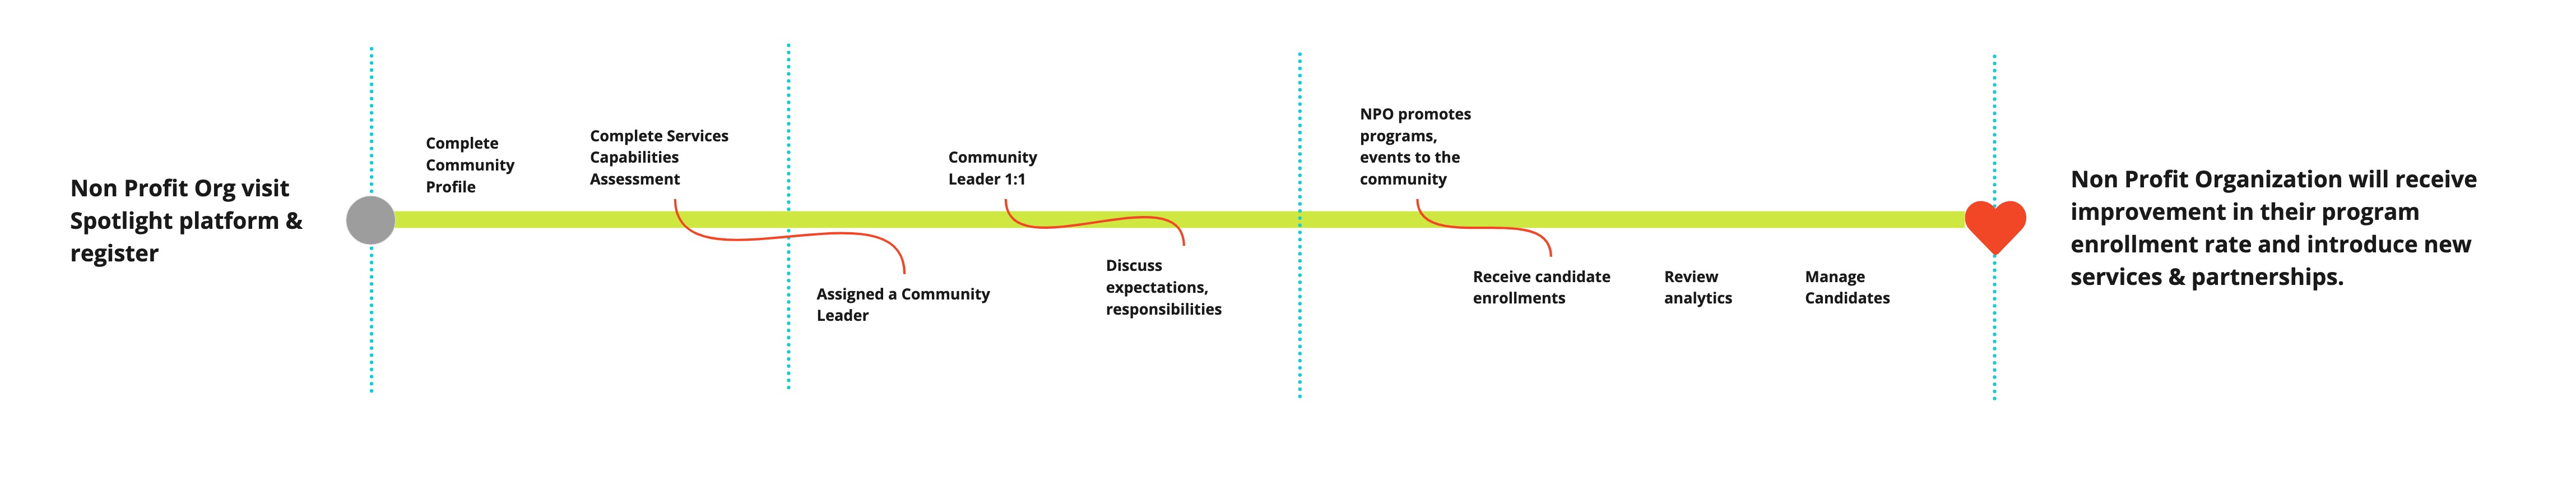 Non Profit Org visit
Spotlight platform &
register
Complete
Community
Profile
Complete Services
Capabilities
Assessment
Assigned a Community
Leader
Community
Leader 1:1
Discuss
expectations,
responsibilities
NPO promotes
programs,
events to the
community
Receive candidate
enrollments
Review
analytics
Manage
Candidates
Non Profit Organization will receive
improvement in their program
enrollment rate and introduce new
services & partnerships.